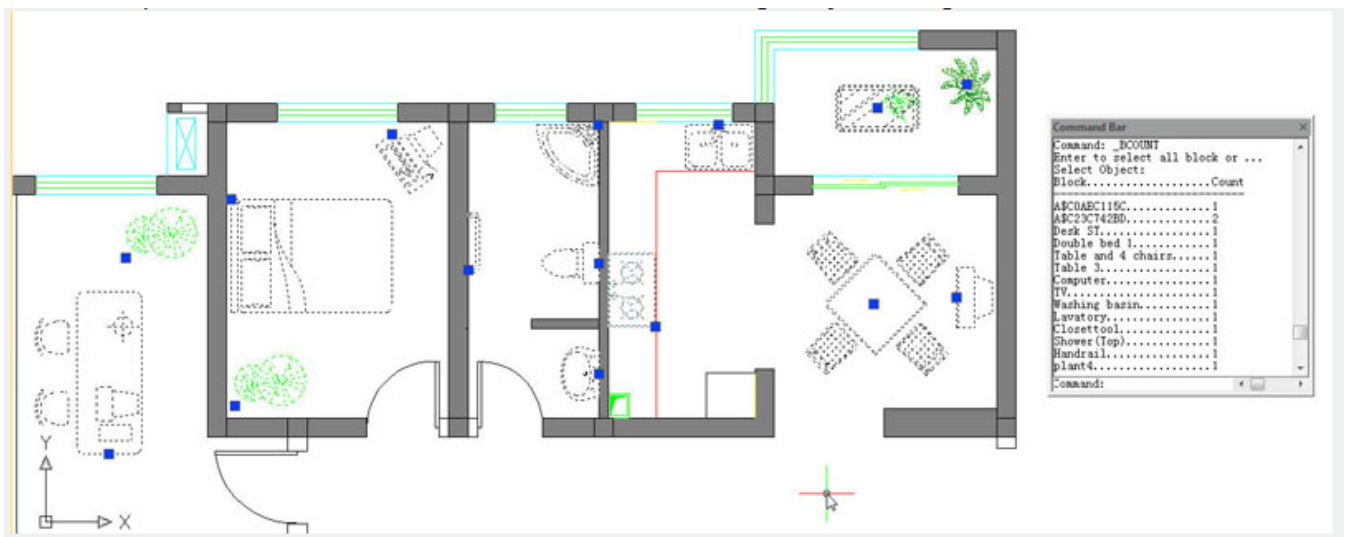 Command Bar
Command: _BCOUNT
Enter to select all block or ...
Select Object:
Block..................Count
----------------------------
A$C0AEC115C.............1
A$C23C742BD.............2
Desk ST.................1
Double bed 1............1
Table and 4 chairs......1
Table 3.................1
Computer................1
TV......................1
Washing basin...........1
Lavatory................1
Closettool..............1
Shower(Top).............1
Handrail................1
plant4..................1
Command:
Y
X